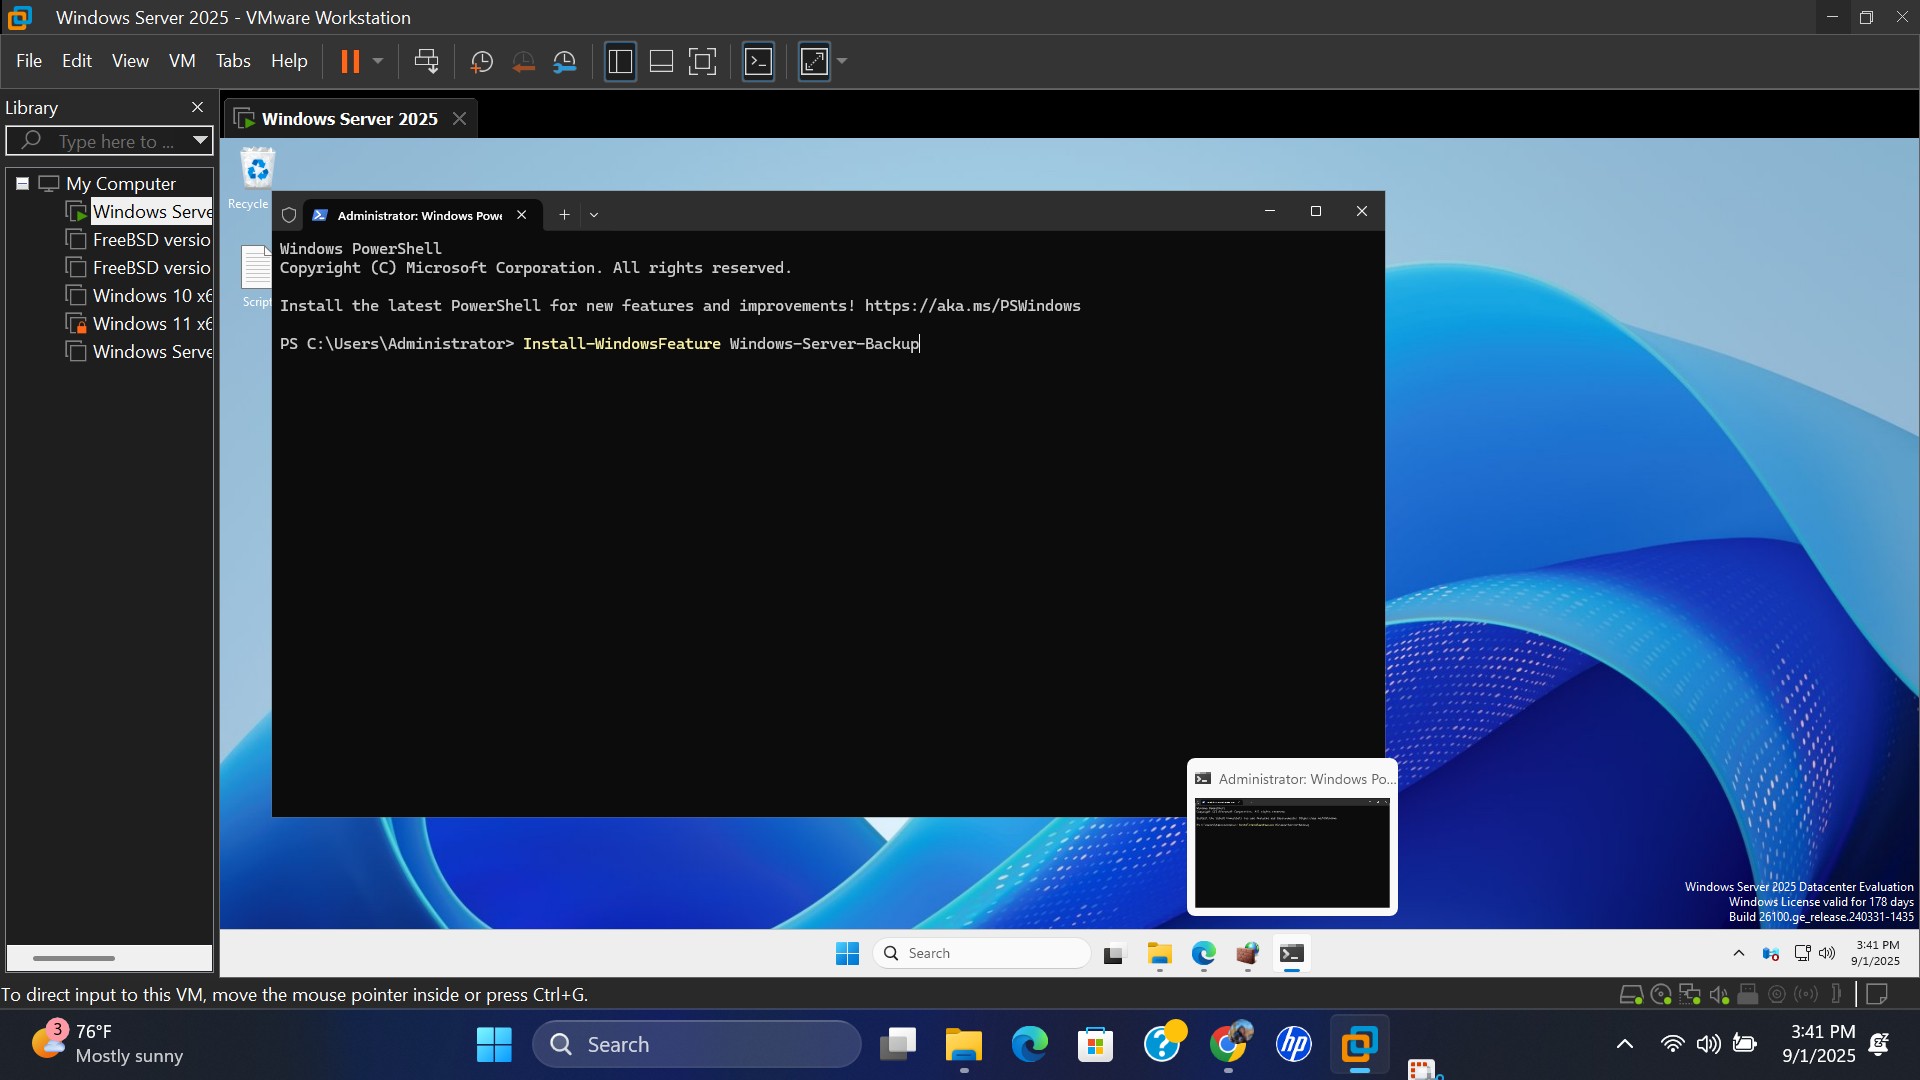 Windows Server 2025 - VMware Workstation
File Edit View VM Tabs Help
Library
Type here to ...
My Computer
Windows Serve
FreeBSD versio
FreeBSD versio
Windows 10 x6
Windows 11 x6
Windows Serve
Windows Server 2025
Recycle
Script
Administrator: Windows Powe
Windows PowerShell
Copyright (C) Microsoft Corporation. All rights reserved.
Install the latest PowerShell for new features and improvements! https://aka.ms/PSWindows
PS C:\Users\Administrator> Install-WindowsFeature Windows-Server-Backup
Administrator: Windows Po...
Windows Server 2025 Datacenter Evaluation
Windows License valid for 178 days
Build 26100.ge_release.240331-1435
Search
3:41 PM
9/1/2025
To direct input to this VM, move the mouse pointer inside or press Ctrl+G.
3
76°F
Mostly sunny
Search
hp
3:41 PM
9/1/2025